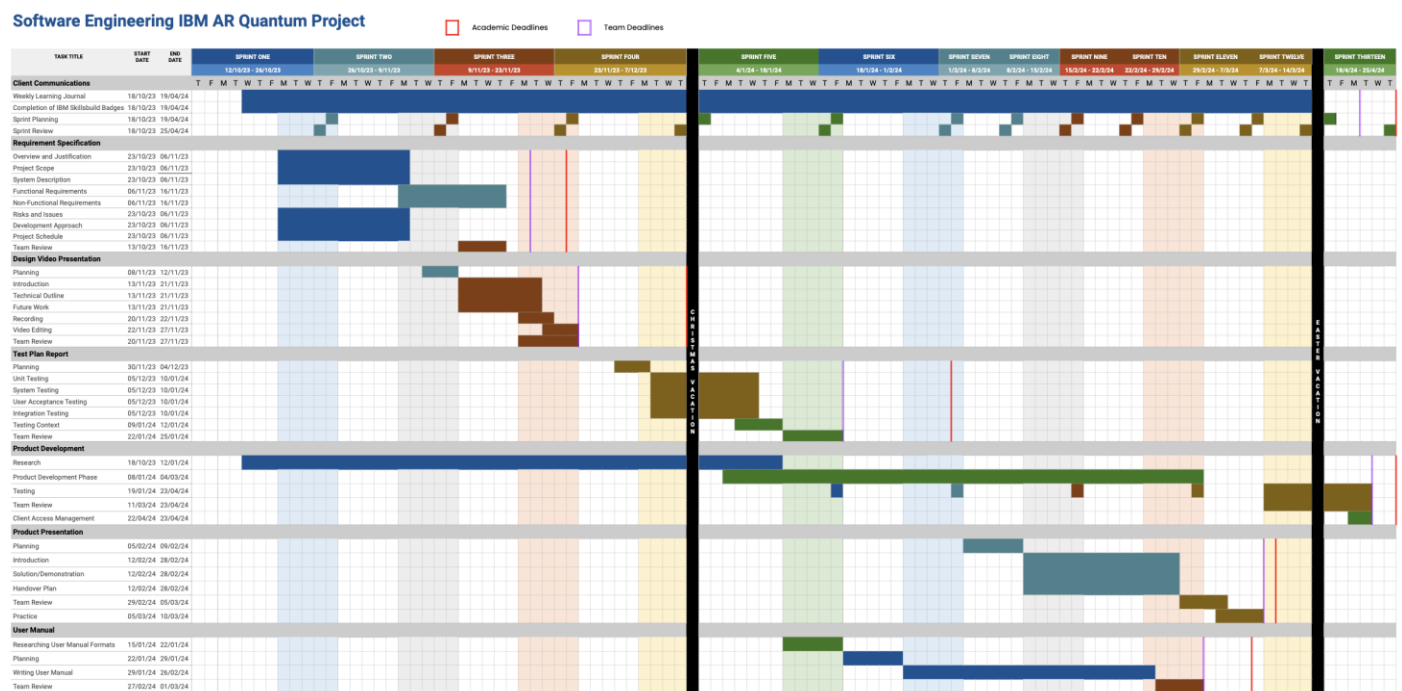 Software Engineering IBM AR Quantum Project
Academic Deadlines
Team Deadlines
TASK TITLE START DATE END DATE SPRINT ONE SPRINT TWO SPRINT THREE SPRINT FOUR SPRINT FIVE SPRINT SIX SPRINT SEVEN SPRINT EIGHT SPRINT NINE SPRINT TEN SPRINT ELEVEN SPRINT TWELVE SPRINT THIRTEEN
12/10/23 - 26/10/23 26/10/23 - 9/11/23 9/11/23 - 23/11/23 23/11/23 - 7/12/23 4/1/24 - 18/1/24 18/1/24 - 1/2/24 1/2/24 - 8/2/24 8/2/24 - 15/2/24 15/2/24 - 22/2/24 22/2/24 - 29/2/24 29/2/24 - 7/3/24 7/3/24 - 14/3/24 18/4/24 - 25/4/24
Client Communications T F M T W T F M T W T F M T W T F M T W T F M T W T F M T W T F M T W T F M T W T T F M T W T F M T W T F M T W T F M T W T F M T W T F M T W T F M T W T F M T W T F M T W T F M T W T T F M T W T
Weekly Learning Journal 18/10/23 19/04/24
Completion of IBM Skillsbuild Badges 18/10/23 19/04/24
Sprint Planning 18/10/23 19/04/24
Sprint Review 18/10/23 25/04/24
Requirement Specification
Overview and Justification 23/10/23 06/11/23
Project Scope 23/10/23 06/11/23
System Description 23/10/23 06/11/23
Functional Requirements 06/11/23 16/11/23
Non-Functional Requirements 06/11/23 16/11/23
Risks and Issues 23/10/23 06/11/23
Development Approach 23/10/23 06/11/23
Project Schedule 23/10/23 06/11/23
Team Review 13/10/23 16/11/23
Design Video Presentation
Planning 08/11/23 12/11/23
Introduction 13/11/23 21/11/23
Technical Outline 13/11/23 21/11/23
Future Work 13/11/23 21/11/23
Recording 20/11/23 22/11/23
Video Editing 22/11/23 27/11/23
Team Review 20/11/23 27/11/23
CHRISTMAS VACATION
EASTER VACATION
Test Plan Report
Planning 30/11/23 04/12/23
Unit Testing 05/12/23 10/01/24
System Testing 05/12/23 10/01/24
User Acceptance Testing 05/12/23 10/01/24
Integration Testing 05/12/23 10/01/24
Testing Context 09/01/24 12/01/24
Team Review 22/01/24 25/01/24
Product Development
Research 18/10/23 12/01/24
Product Development Phase 08/01/24 04/03/24
Testing 19/01/24 23/04/24
Team Review 11/03/24 23/04/24
Client Access Management 22/04/24 23/04/24
Product Presentation
Planning 05/02/24 09/02/24
Introduction 12/02/24 28/02/24
Solution/Demonstration 12/02/24 28/02/24
Handover Plan 12/02/24 28/02/24
Team Review 29/02/24 05/03/24
Practice 05/03/24 10/03/24
User Manual
Researching User Manual Formats 15/01/24 22/01/24
Planning 22/01/24 29/01/24
Writing User Manual 29/01/24 26/02/24
Team Review 27/02/24 01/03/24